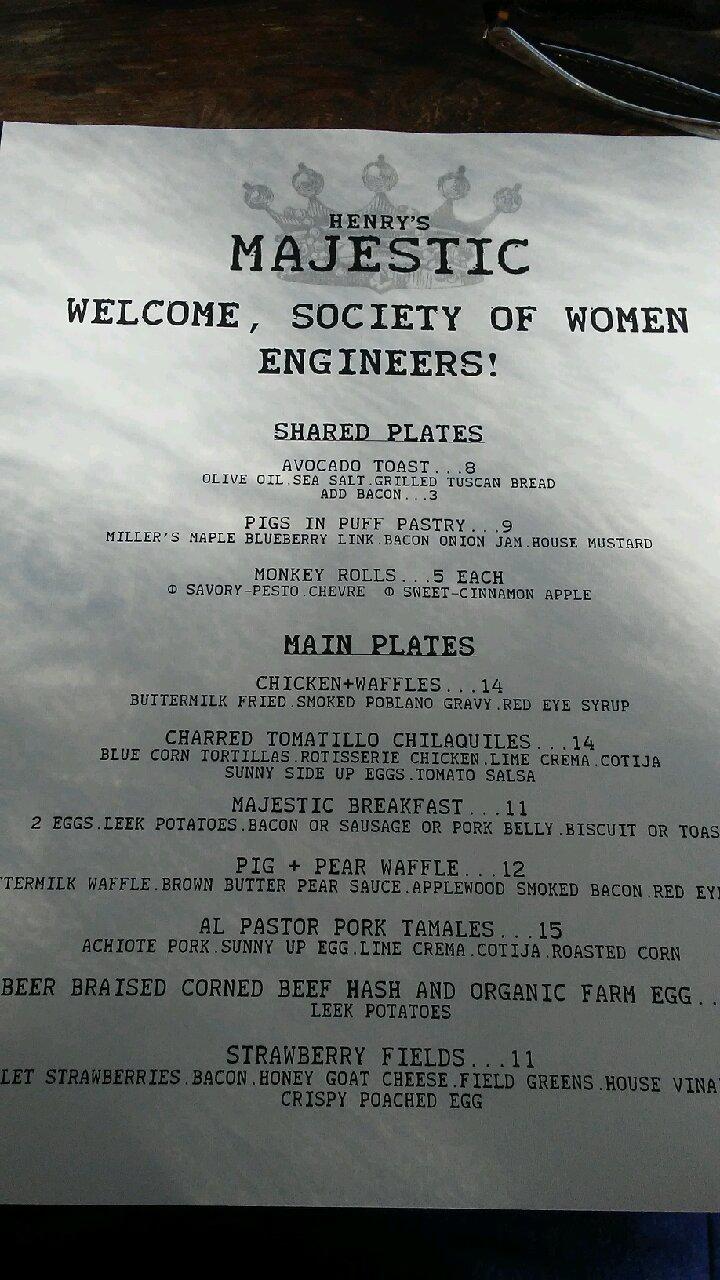 HENRY'S
MAJESTIC
WELCOME, SOCIETY OF WOMEN
ENGINEERS!
SHARED PLATES
AVOCADO TOAST...8
OLIVE OIL.SEA SALT.GRILLED TUSCAN BREAD
ADD BACON...3
PIGS IN PUFF PASTRY...9
MILLER'S MAPLE BLUEBERRY LINK.BACON ONION JAM.HOUSE MUSTARD
MONKEY ROLLS...5 EACH
SAVORY-PESTO.CHEVRE SWEET-CINNAMON APPLE
MAIN PLATES
CHICKEN+WAFFLES...14
BUTTERMILK FRIED.SMOKED POBLANO GRAVY.RED EYE SYRUP
CHARRED TOMATILLO CHILAQUILES...14
BLUE CORN TORTILLAS.ROTISSERIE CHICKEN.LIME CREMA.COTIJA
SUNNY SIDE UP EGGS.TOMATO SALSA
MAJESTIC BREAKFAST...11
2 EGGS.LEEK POTATOES.BACON OR SAUSAGE OR PORK BELLY.BISCUIT OR TOAS
PIG + PEAR WAFFLE...12
TERMILK WAFFLE.BROWN BUTTER PEAR SAUCE.APPLEWOOD SMOKED BACON.RED EY
AL PASTOR PORK TAMALES...15
ACHIOTE PORK.SUNNY UP EGG.LIME CREMA.COTIJA.ROASTED CORN
BEER BRAISED CORNED BEEF HASH AND ORGANIC FARM EGG..
LEEK POTATOES
STRAWBERRY FIELDS...11
LET STRAWBERRIES.BACON.HONEY GOAT CHEESE.FIELD GREENS.HOUSE VINA
CRISPY POACHED EGG